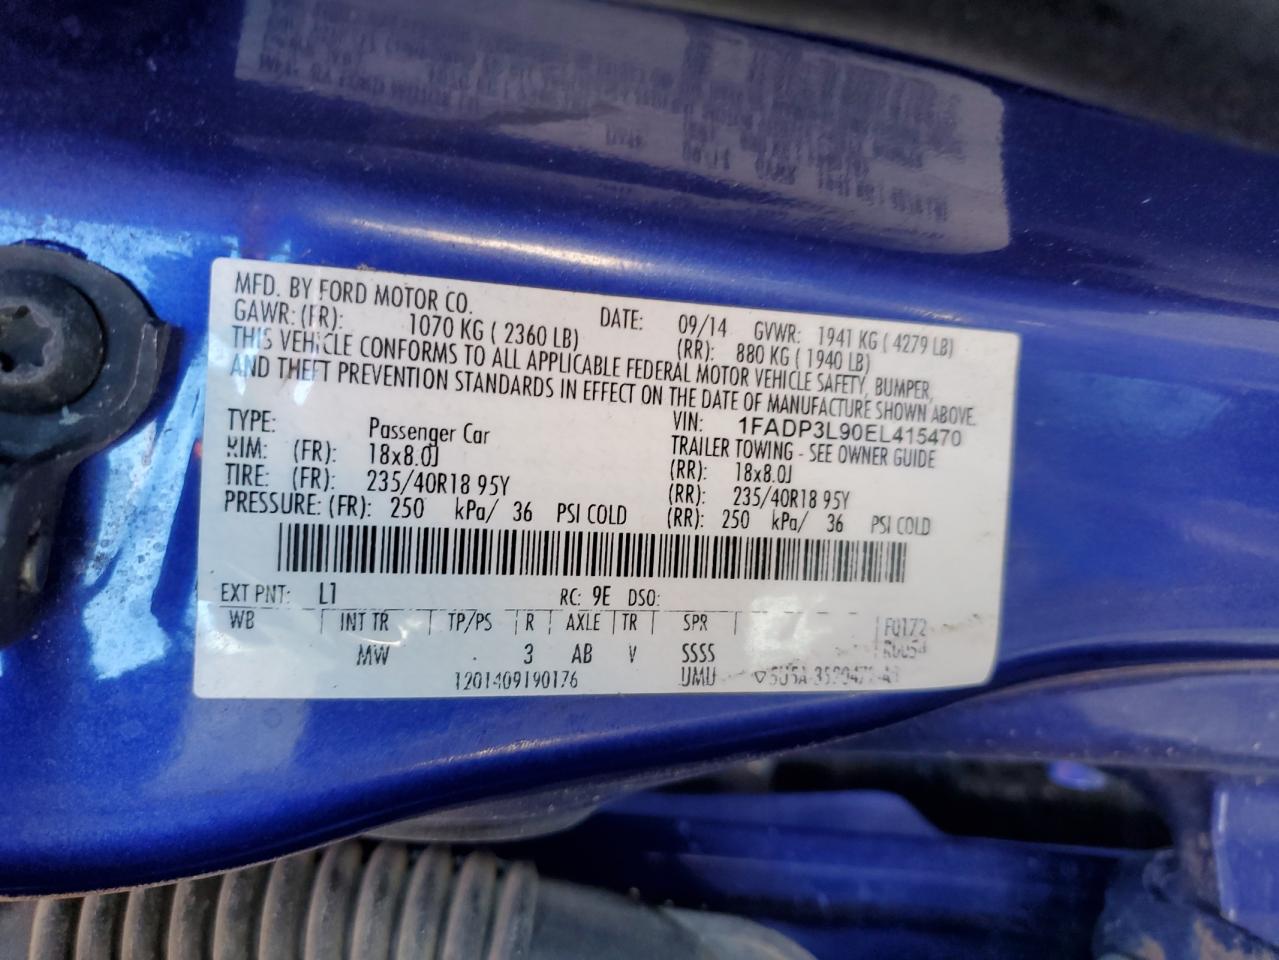 MFD. BY FORD MOTOR CO. DATE: 09/14 GVWR: 1941 KG ( 4279 LB)
GAWR: (FR): 1070 KG ( 2360 LB) (RR): 880 KG ( 1940 LB)
THIS VEHICLE CONFORMS TO ALL APPLICABLE FEDERAL MOTOR VEHICLE SAFETY, BUMPER,
AND THEFT PREVENTION STANDARDS IN EFFECT ON THE DATE OF MANUFACTURE SHOWN ABOVE.
VIN: 1FADP3L90EL415470
TYPE: Passenger Car TRAILER TOWING - SEE OWNER GUIDE
RIM: (FR): 18x8.0J (RR): 18x8.0J
TIRE: (FR): 235/40R18 95Y (RR): 235/40R18 95Y
PRESSURE: (FR): 250 kPa/ 36 PSI COLD (RR): 250 kPa/ 36 PSI COLD
EXT PNT: L1 RC: 9E DSO:
WB INT TR TP/PS R AXLE TR SPR F0172
MW . 3 AB V SSSS
1201409190176 UMU